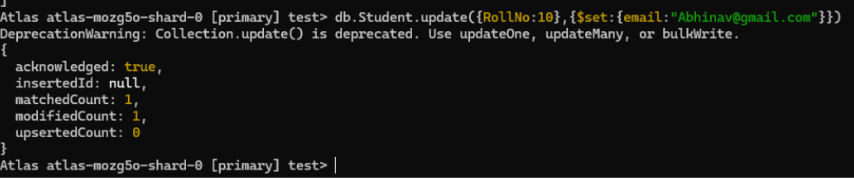 ]
Atlas atlas-mozg5o-shard-0 [primary] test> db.Student.update({RollNo:10},{$set:{email:"Abhinav@gmail.com"}})
DeprecationWarning: Collection.update() is deprecated. Use updateOne, updateMany, or bulkWrite.
{
  acknowledged: true,
  insertedId: null,
  matchedCount: 1,
  modifiedCount: 1,
  upsertedCount: 0
}
Atlas atlas-mozg5o-shard-0 [primary] test>